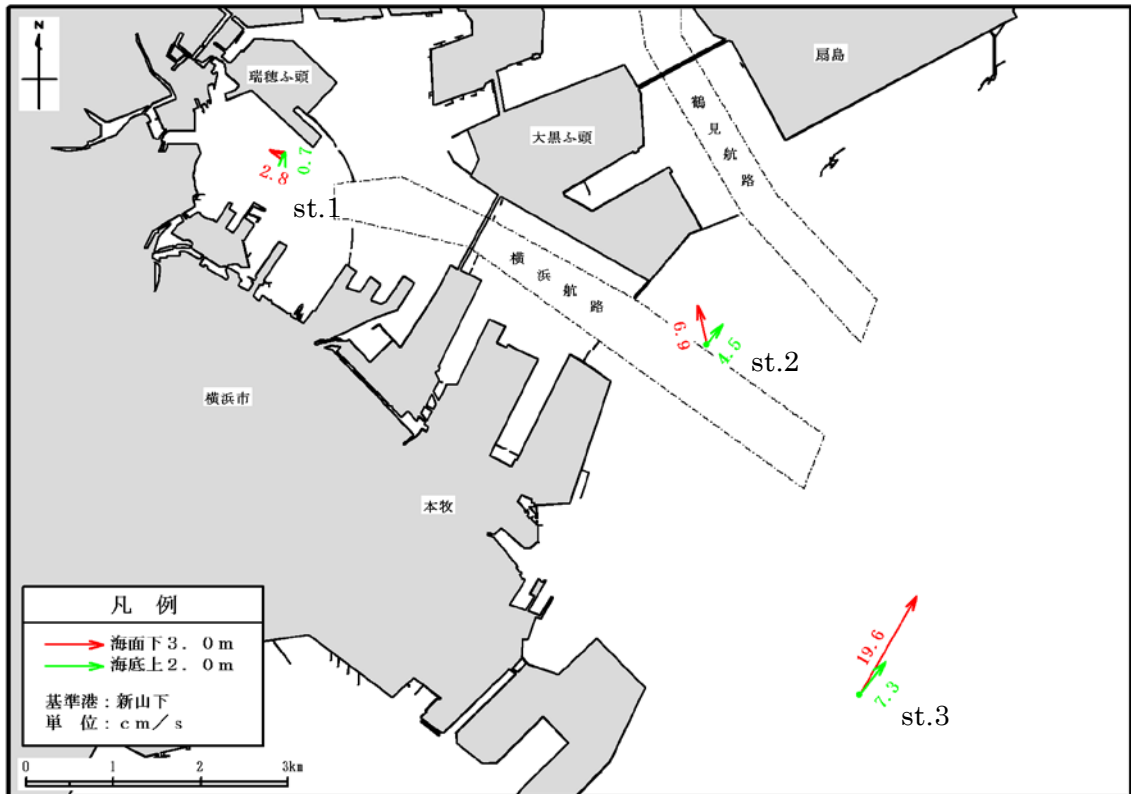 N
扇島
瑞穂ふ頭
鶴見航路
大黒ふ頭
0.7
2.8
st.1
横浜航路
6.9
4.5
st.2
横浜市
本牧
凡 例
海面下3.0m
海底上2.0m
基準港:新山下
単 位:cm/s
19.6
7.3
st.3
0 1 2 3km